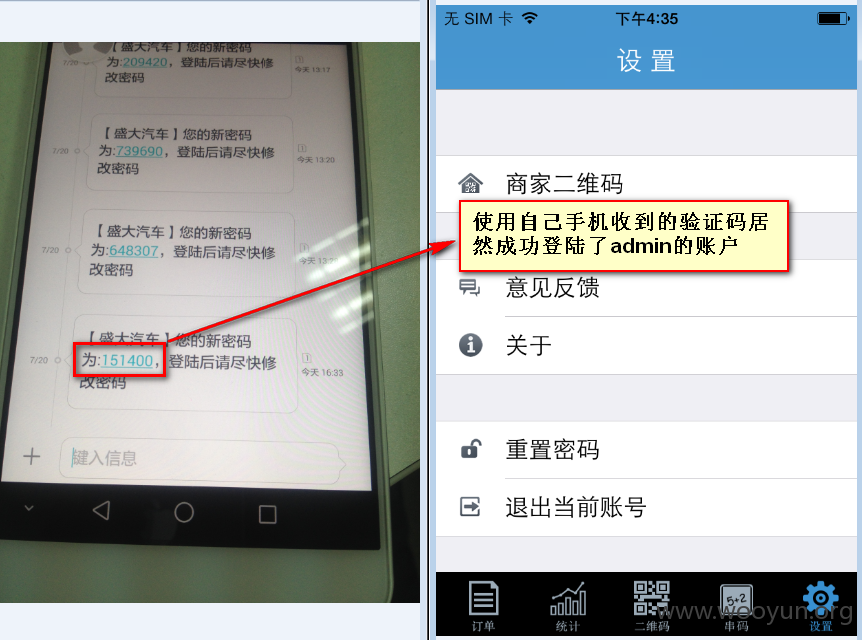 【盛大汽车】您的新密码
7/20
为:209420，登陆后请尽快修
改密码
今天 13:17
【盛大汽车】您的新密码
7/20
为:739690，登陆后请尽快修
改密码
今天 13:20
【盛大汽车】您的新密码
7/20
为:648307，登陆后请尽快修
改密码
【盛大汽车】您的新密码
7/20
为:151400，登陆后请尽快修
改密码
今天 16:33
键入信息
无 SIM 卡
下午4:35
设置
商家二维码
使用自己手机收到的验证码居
然成功登陆了admin的账户
意见反馈
关于
重置密码
退出当前账号
订单
统计
二维码
5+2
串码
设置
www.wooyun.org